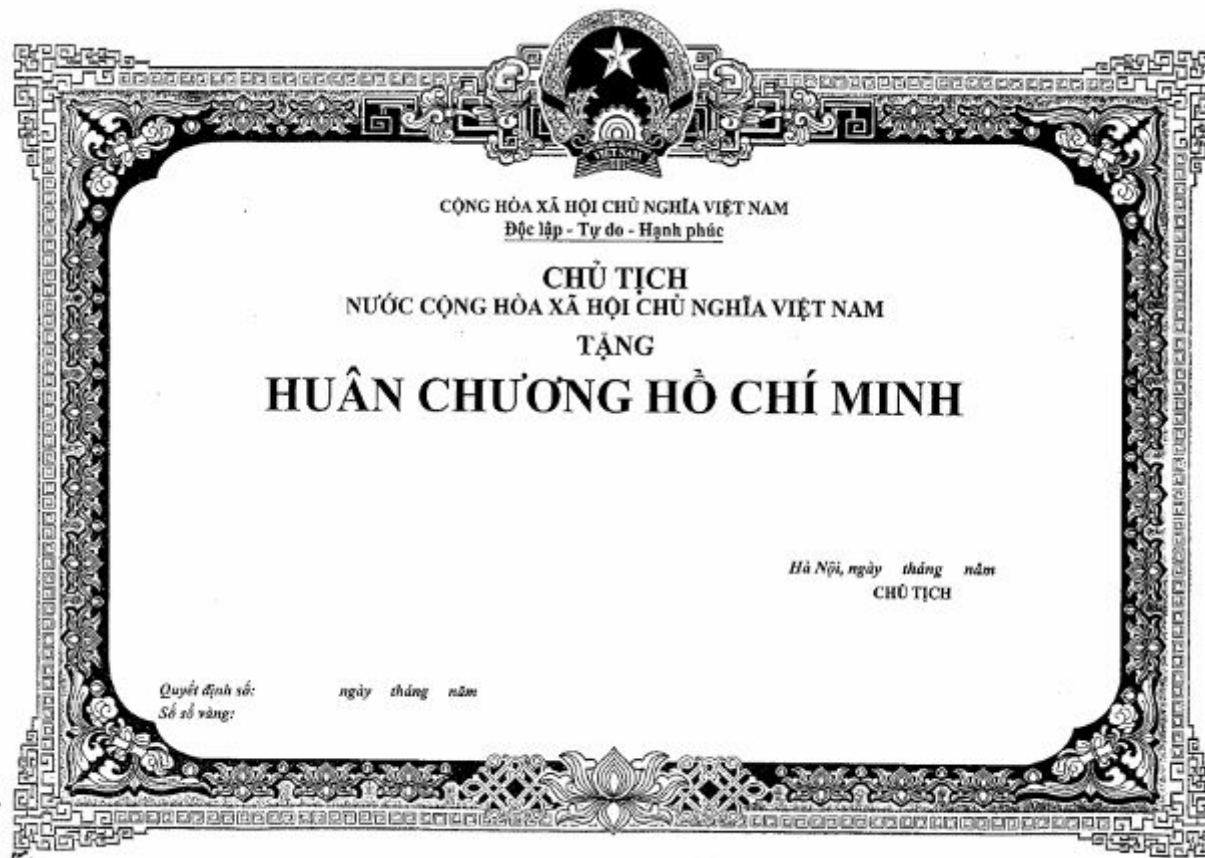 VIỆT NAM
CỘNG HÒA XÃ HỘI CHỦ NGHĨA VIỆT NAM
Độc lập - Tự do - Hạnh phúc
CHỦ TỊCH
NƯỚC CỘNG HÒA XÃ HỘI CHỦ NGHĨA VIỆT NAM
TẶNG
HUÂN CHƯƠNG HỒ CHÍ MINH
Hà Nội, ngày tháng năm
CHỦ TỊCH
Quyết định số: ngày tháng năm
Số sổ vàng: